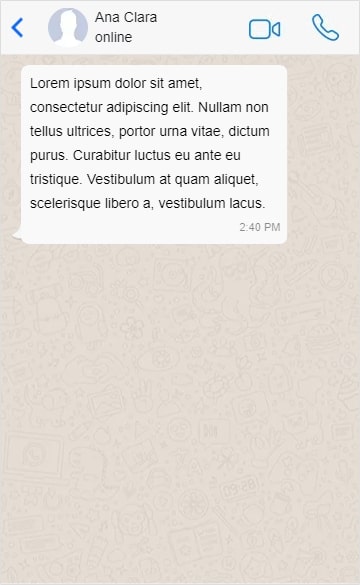 Ana Clara
online
Lorem ipsum dolor sit amet,
consectetur adipiscing elit. Nullam non
tellus ultrices, portor urna vitae, dictum
purus. Curabitur luctus eu ante eu
tristique. Vestibulum at quam aliquet,
scelerisque libero a, vestibulum lacus.
2:40 PM